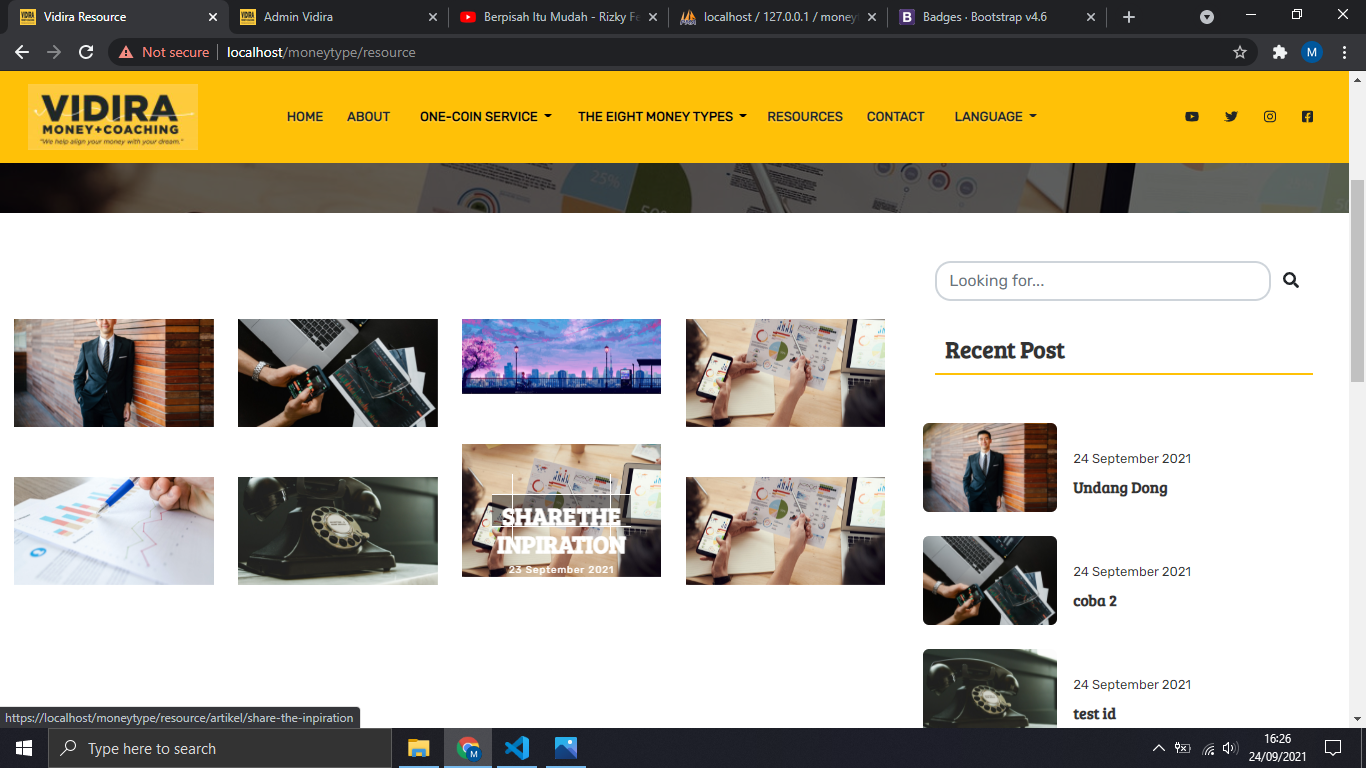 Vidira Resource
Admin Vidira
Berpisah Itu Mudah - Rizky Fe
localhost / 127.0.0.1 / money
Badges · Bootstrap v4.6
Not secure
localhost/moneytype/resource
M
VIDIRA
MONEY+COACHING
"We help align your money with your dream."
HOME
ABOUT
ONE-COIN SERVICE
THE EIGHT MONEY TYPES
RESOURCES
CONTACT
LANGUAGE
25%
Looking for...
Recent Post
SHARETHE
INPIRATION
23 September 2021
24 September 2021
Undang Dong
24 September 2021
coba 2
24 September 2021
test id
https://localhost/moneytype/resource/artikel/share-the-inpiration
Type here to search
16:26
24/09/2021